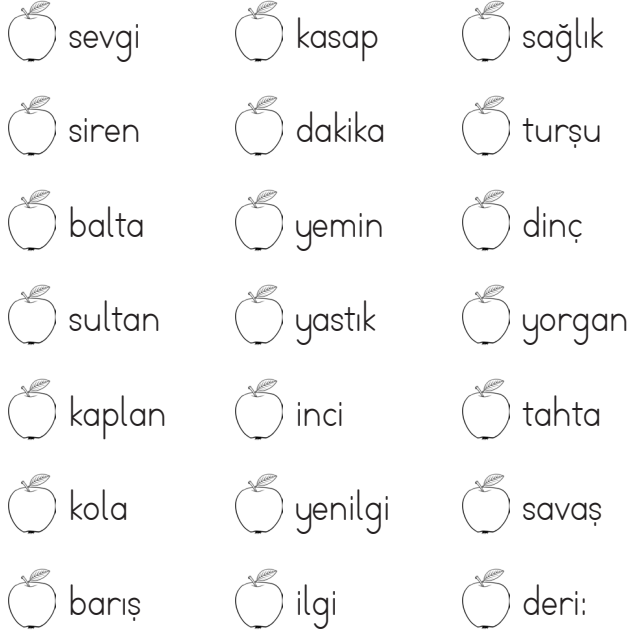 sevgi kasap sağlık
siren dakika turşu
balta yemin dinç
sultan yastık yorgan
kaplan inci tahta
kola yenilgi savaş
barış ilgi deri: